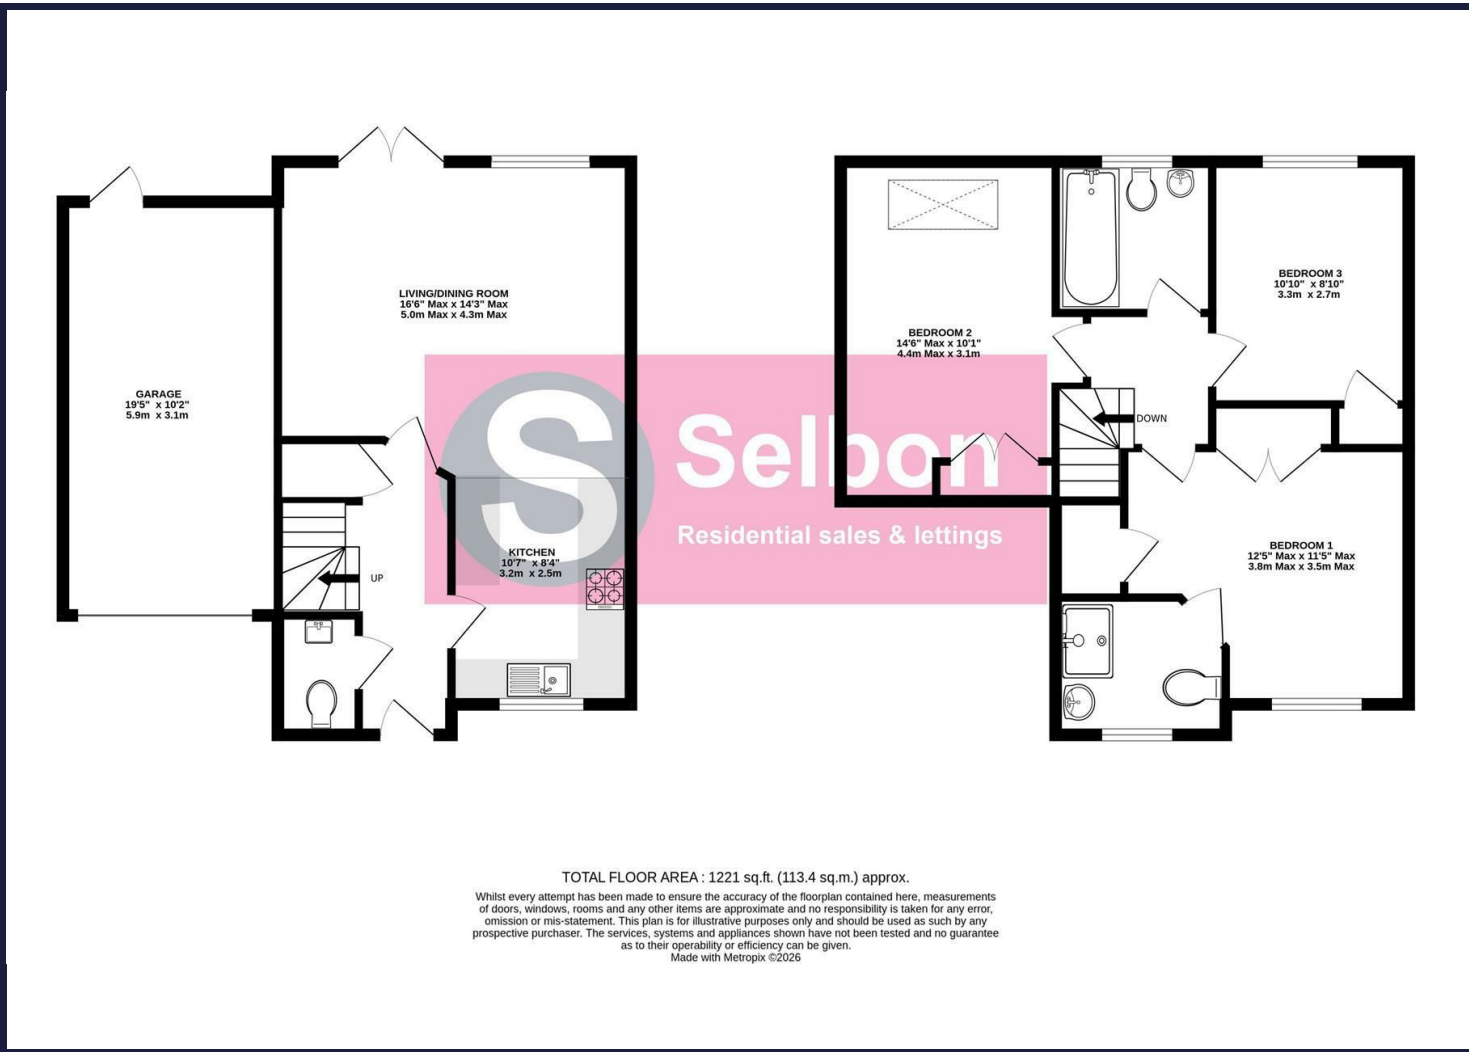 LIVING/DINING ROOM
16'6" Max x 14'3" Max
5.0m Max x 4.3m Max
GARAGE
19'5" x 10'2"
5.9m x 3.1m
KITCHEN
10'7" x 8'4"
3.2m x 2.5m
UP
BEDROOM 2
14'6" Max x 10'1"
4.4m Max x 3.1m
BEDROOM 3
10'10" x 8'10"
3.3m x 2.7m
DOWN
BEDROOM 1
12'5" Max x 11'5" Max
3.8m Max x 3.5m Max
S
Selbon
Residential sales & lettings
TOTAL FLOOR AREA : 1221 sq.ft. (113.4 sq.m.) approx.
Whilst every attempt has been made to ensure the accuracy of the floorplan contained here, measurements
of doors, windows, rooms and any other items are approximate and no responsibility is taken for any error,
omission or mis-statement. This plan is for illustrative purposes only and should be used as such by any
prospective purchaser. The services, systems and appliances shown have not been tested and no guarantee
as to their operability or efficiency can be given.
Made with Metropix ©2026